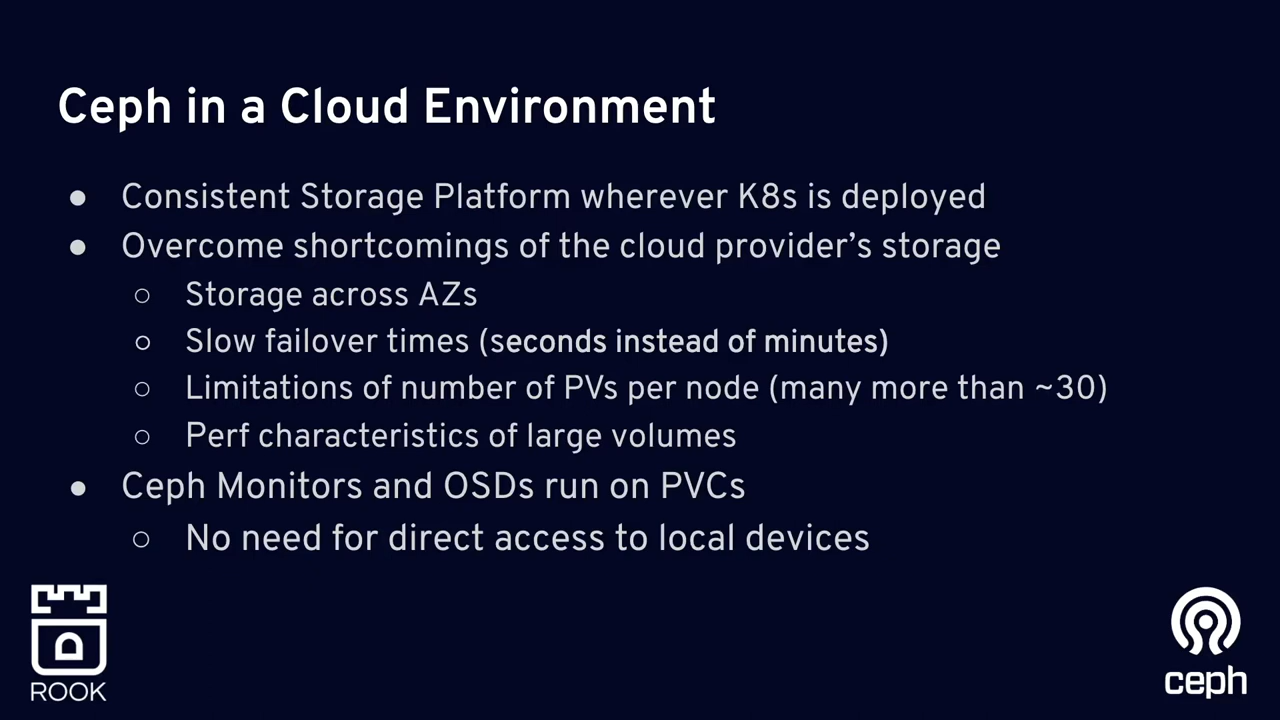 Ceph in a Cloud Environment
● Consistent Storage Platform wherever K8s is deployed
● Overcome shortcomings of the cloud provider’s storage
○ Storage across AZs
○ Slow failover times (seconds instead of minutes)
○ Limitations of number of PVs per node (many more than ~30)
○ Perf characteristics of large volumes
● Ceph Monitors and OSDs run on PVCs
○ No need for direct access to local devices
ROOK
ceph